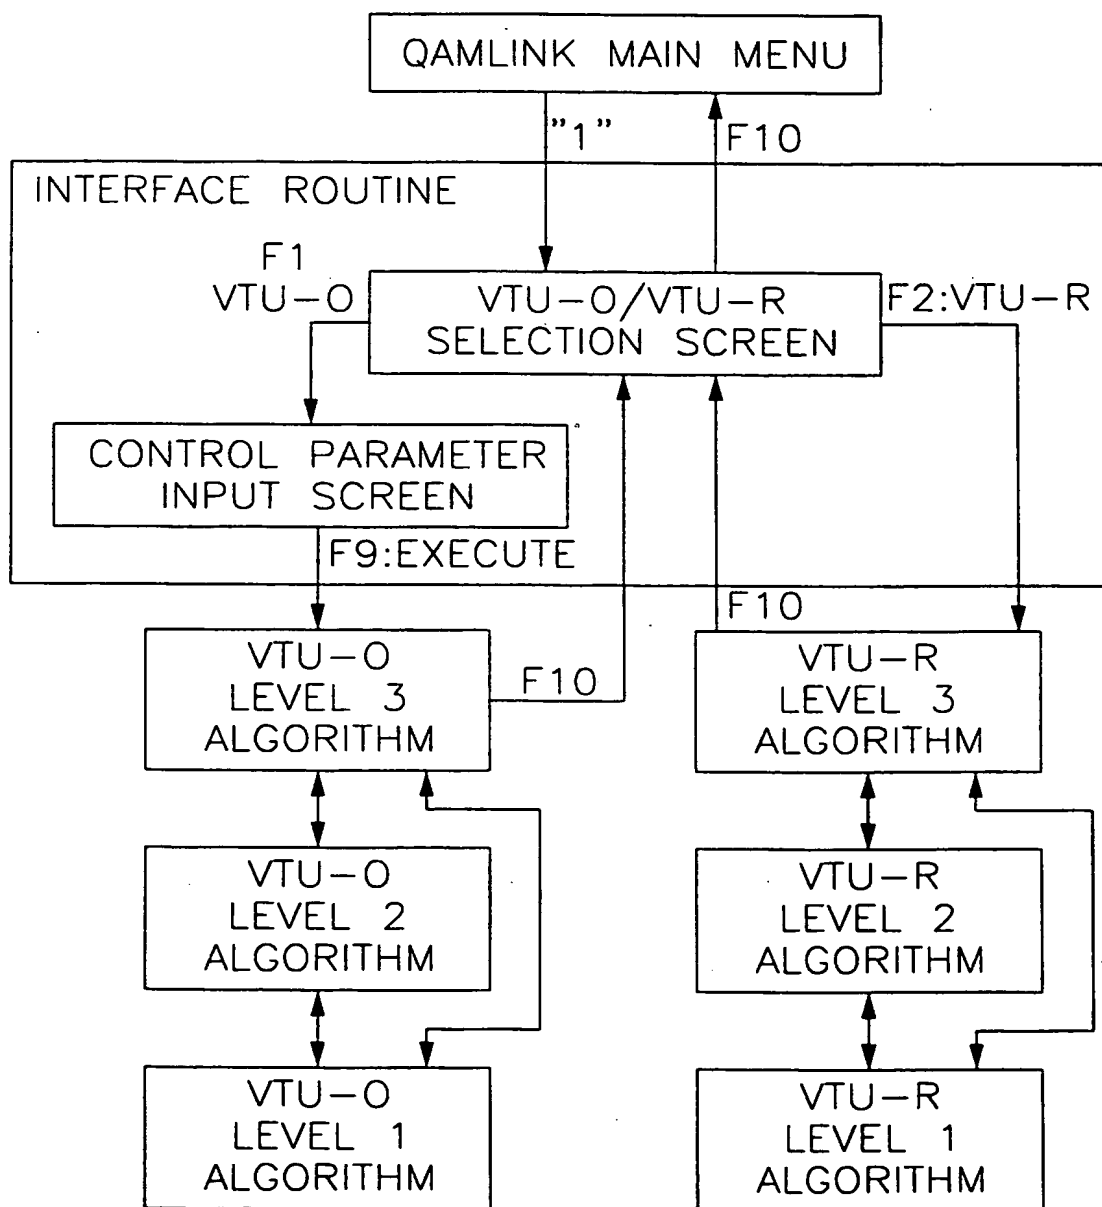 QAMLINK MAIN MENU
"1"
F10
INTERFACE ROUTINE
F1
VTU-O
VTU-O/VTU-R
SELECTION SCREEN
F2:VTU-R
CONTROL PARAMETER
INPUT SCREEN
F9:EXECUTE
F10
VTU-O
LEVEL 3
ALGORITHM
F10
VTU-R
LEVEL 3
ALGORITHM
VTU-O
LEVEL 2
ALGORITHM
VTU-R
LEVEL 2
ALGORITHM
VTU-O
LEVEL 1
ALGORITHM
VTU-R
LEVEL 1
ALGORITHM